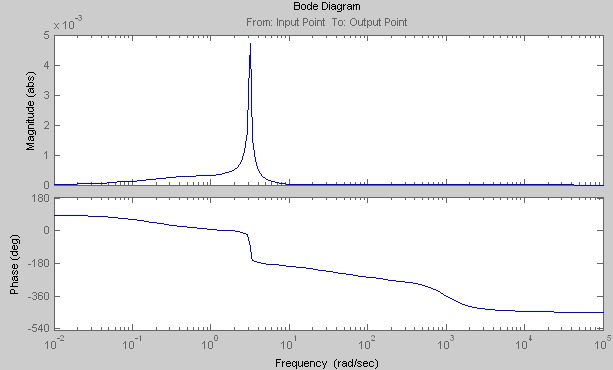 Bode Diagram
From: Input Point To: Output Point
x 10^-3
5
4
3
2
1
0
Magnitude (abs)
180
0
-180
-360
-540
Phase (deg)
10^-2 10^-1 10^0 10^1 10^2 10^3 10^4 10^5
Frequency (rad/sec)